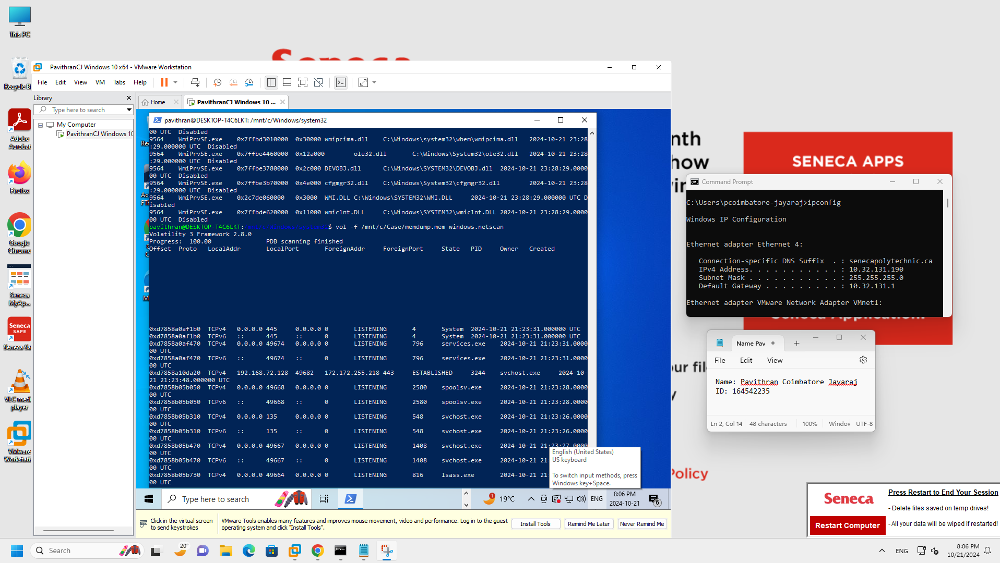 This PC
Recycle Bi
Adobe
Acrobat
Firefox
Google
Chrome
Seneca
MyAp...
Seneca
SAFE
Seneca Sa
VLC medi
player
VMware
Workstati
PavithranCJ Windows 10 x64 - VMware Workstation
File Edit View VM Tabs Help
Library
Type here to search
My Computer
PavithranCJ Windows 10
Home
PavithranCJ Windows 10 ...
pavithran@DESKTOP-T4C6LKT: /mnt/c/Windows/system32
00 UTC  Disabled
9564    WmiPrvSE.exe    0x7ffbd3010000  0x30000 wmipcima.dll    C:\Windows\system32\wbem\wmipcima.dll   2024-10-21 23:28
:29.000000 UTC  Disabled
9564    WmiPrvSE.exe    0x7ffbe4460000  0x12a000        ole32.dll       C:\Windows\System32\ole32.dll   2024-10-21 23:28
:29.000000 UTC  Disabled
9564    WmiPrvSE.exe    0x7ffbe3780000  0x2c000 DEVOBJ.dll      C:\Windows\SYSTEM32\DEVOBJ.dll  2024-10-21 23:28:29.0000
00 UTC  Disabled
9564    WmiPrvSE.exe    0x7ffbe3b70000  0x4e000 cfgmgr32.dll    C:\Windows\SYSTEM32\cfgmgr32.dll        2024-10-21 23:28
:29.000000 UTC  Disabled
9564    WmiPrvSE.exe    0x2c7de060000   0x3000  WMI.DLL C:\Windows\SYSTEM32\WMI.DLL     2024-10-21 23:28:29.000000 UTC D
isabled
9564    WmiPrvSE.exe    0x7ffbde620000  0x11000 wmiclnt.DLL     C:\Windows\SYSTEM32\wmiclnt.DLL 2024-10-21 23:28:29.0000
00 UTC  Disabled
pavithran@DESKTOP-T4C6LKT:/mnt/c/Windows/system32$ vol -f /mnt/c/Case/memdump.mem windows.netscan
Volatility 3 Framework 2.8.0
Progress:  100.00               PDB scanning finished
Offset  Proto   LocalAddr       LocalPort       ForeignAddr     ForeignPort     State   PID     Owner   Created
0xd7858a0af1b0  TCPv4   0.0.0.0 445     0.0.0.0 0       LISTENING       4       System  2024-10-21 21:23:31.000000 UTC
0xd7858a0af1b0  TCPv6   ::      445     ::      0       LISTENING       4       System  2024-10-21 21:23:31.000000 UTC
0xd7858a0af470  TCPv4   0.0.0.0 49674   0.0.0.0 0       LISTENING       796     services.exe    2024-10-21 21:23:31.0000
00 UTC
0xd7858a0af470  TCPv6   ::      49674   ::      0       LISTENING       796     services.exe    2024-10-21 21:23:31.0000
00 UTC
0xd7858a10da20  TCPv4   192.168.72.128  49682   172.172.255.218 443     ESTABLISHED     3244    svchost.exe     2024-10-
21 21:23:48.000000 UTC
0xd7858b05b050  TCPv4   0.0.0.0 49668   0.0.0.0 0       LISTENING       2580    spoolsv.exe     2024-10-21 21:23:28.0000
00 UTC
0xd7858b05b050  TCPv6   ::      49668   ::      0       LISTENING       2580    spoolsv.exe     2024-10-21 21:23:28.0000
00 UTC
0xd7858b05b310  TCPv4   0.0.0.0 135     0.0.0.0 0       LISTENING       548     svchost.exe     2024-10-21 21:23:26.0000
00 UTC
0xd7858b05b310  TCPv6   ::      135     ::      0       LISTENING       548     svchost.exe     2024-10-21 21:23:26.0000
00 UTC
0xd7858b05b470  TCPv4   0.0.0.0 49667   0.0.0.0 0       LISTENING       1408    svchost.exe     2024-10-21 21:23:27.0000
00 UTC
0xd7858b05b470  TCPv6   ::      49667   ::      0       LISTENING       1408    svchost.exe     2024-10-21 21
00 UTC
0xd7858b05b730  TCPv4   0.0.0.0 49664   0.0.0.0 0       LISTENING       816     lsass.exe       2024-10-21 21
00 UTC
English (United States)
US keyboard
To switch input methods, press
Windows key+Space.
Type here to search
1
19°C
ENG
8:06 PM
2024-10-21
6
Click in the virtual screen
to send keystrokes
VMware Tools enables many features and improves mouse movement, video and performance. Log in to the guest
operating system and click "Install Tools".
Install Tools
Remind Me Later
Never Remind Me
Seneca
nth
how
SENECA APPS
Command Prompt
C:\Users\pcoimbatore-jayaraj>ipconfig
Windows IP Configuration
Ethernet adapter Ethernet 4:
Connection-specific DNS Suffix  . : senecapolytechnic.ca
IPv4 Address. . . . . . . . . . . : 10.32.131.190
Subnet Mask . . . . . . . . . . . : 255.255.255.0
Default Gateway . . . . . . . . . : 10.32.131.1
Ethernet adapter VMware Network Adapter VMnet1:
Name Pav
File Edit View
Name: Pavithran Coimbatore Jayaraj
ID: 164542235
Ln 2, Col 14
48 characters
100%
Window
UTF-8
our fil
y
Policy
Seneca
Restart Computer
Press Restart to End Your Session
- Delete files saved on temp drives!
- All your data will be wiped if restarted!
Search
20°
ENG
8:06 PM
10/21/2024